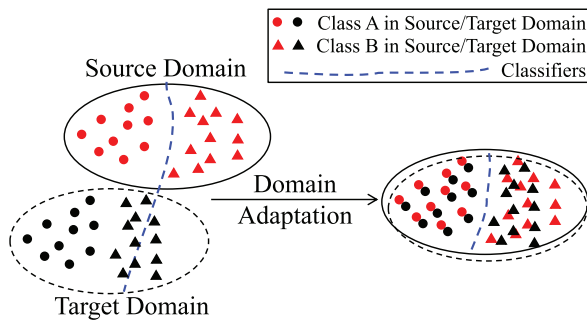 Class A in Source/Target Domain
Class B in Source/Target Domain
Classifiers
Source Domain
Domain
Adaptation
Target Domain